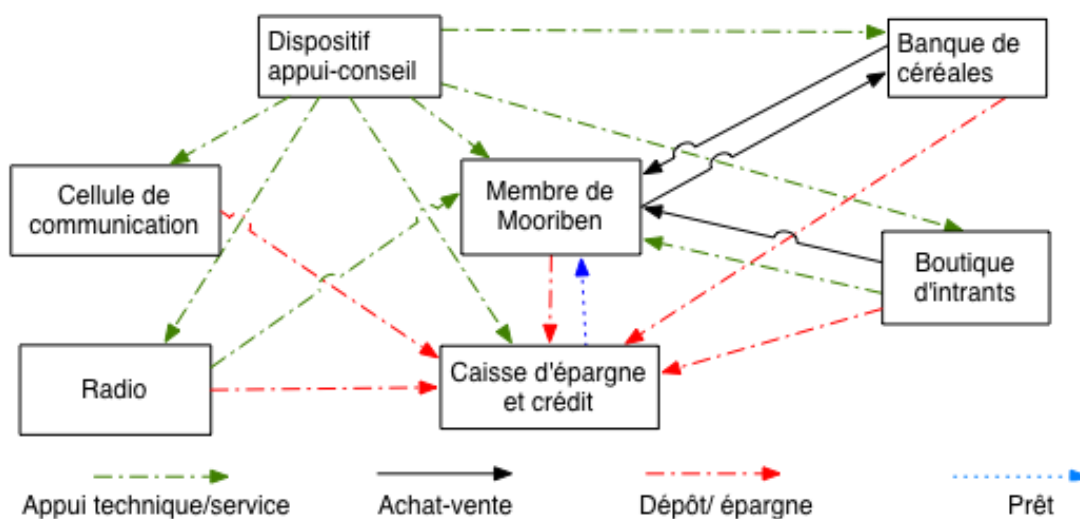 Dispositif
appui-conseil
Banque de
céréales
Cellule de
communication
Membre de
Mooriben
Boutique
d'intrants
Radio
Caisse d'épargne
et crédit
Appui technique/service
Achat-vente
Dépôt/ épargne
Prêt